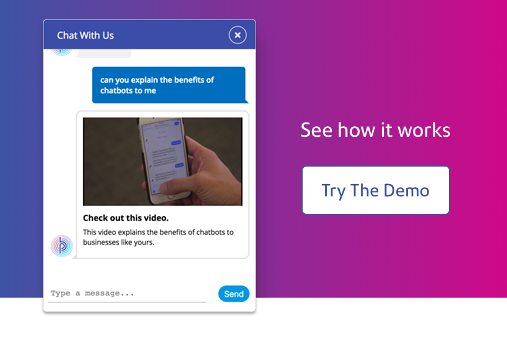 Chat With Us
can you explain the benefits of
chatbots to me
Check out this video.
This video explains the benefits of chatbots to
businesses like yours.
Type a message...
Send
See how it works
Try The Demo